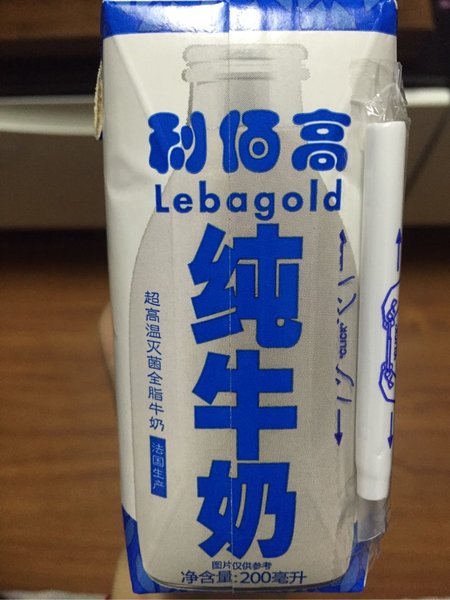 利佰高
Lebagold
纯牛奶
超高温灭菌全脂牛奶
法国生产
CLICK
图片仅供参考
净含量:200毫升